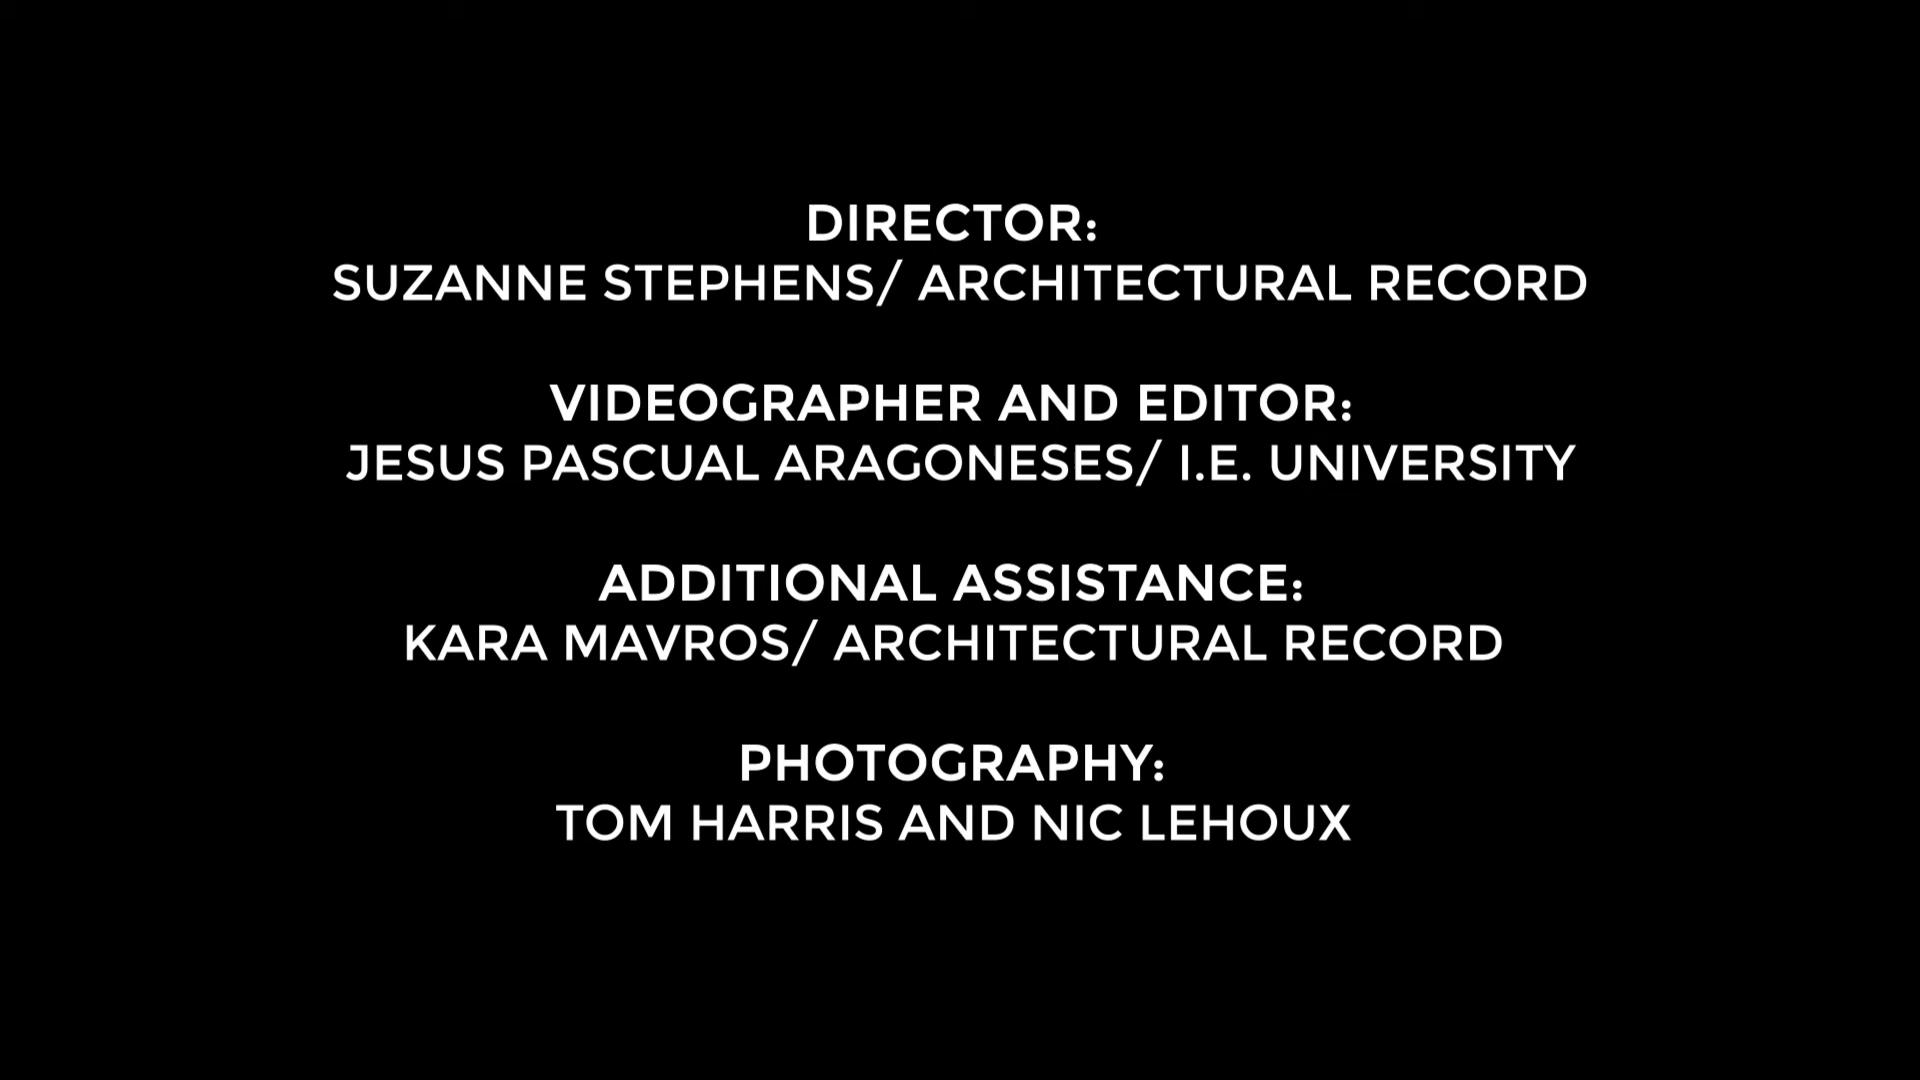 DIRECTOR:
SUZANNE STEPHENS/ ARCHITECTURAL RECORD
VIDEOGRAPHER AND EDITOR:
JESUS PASCUAL ARAGONESES/ I.E. UNIVERSITY
ADDITIONAL ASSISTANCE:
KARA MAVROS/ ARCHITECTURAL RECORD
PHOTOGRAPHY:
TOM HARRIS AND NIC LEHOUX